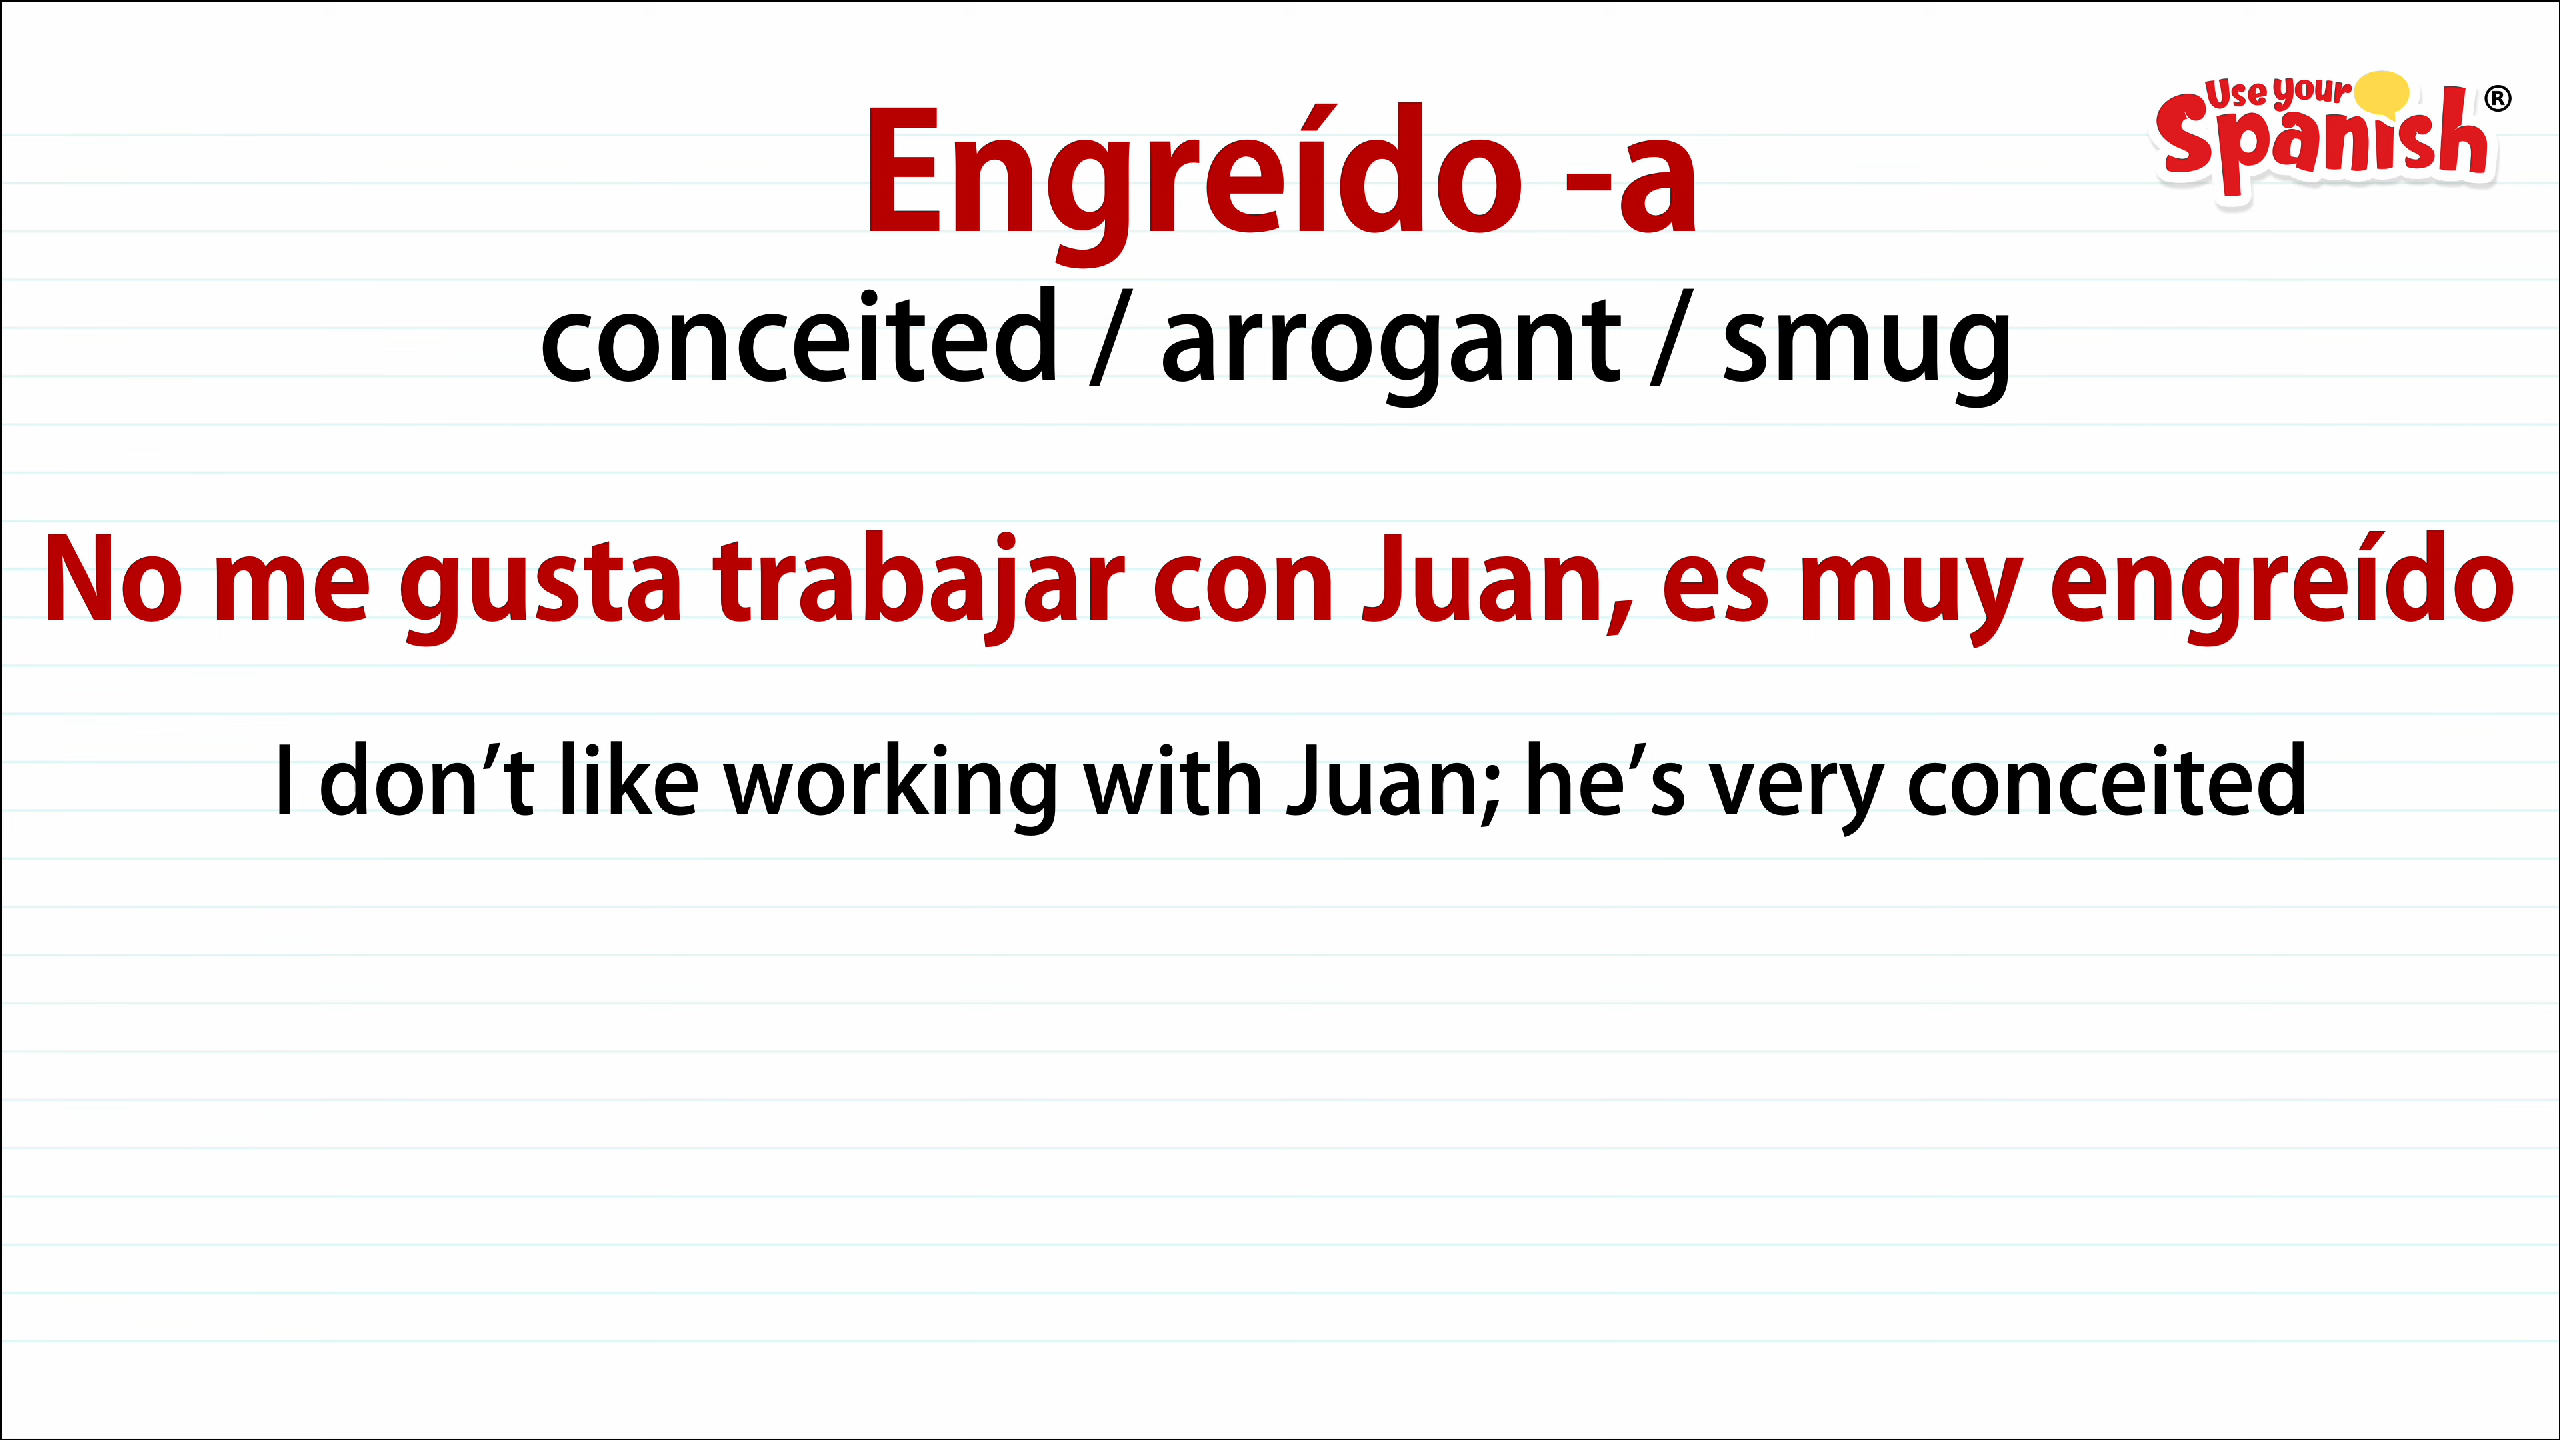 Use your
Spanish®
Engreído -a
conceited / arrogant / smug
No me gusta trabajar con Juan, es muy engreído
I don’t like working with Juan; he’s very conceited